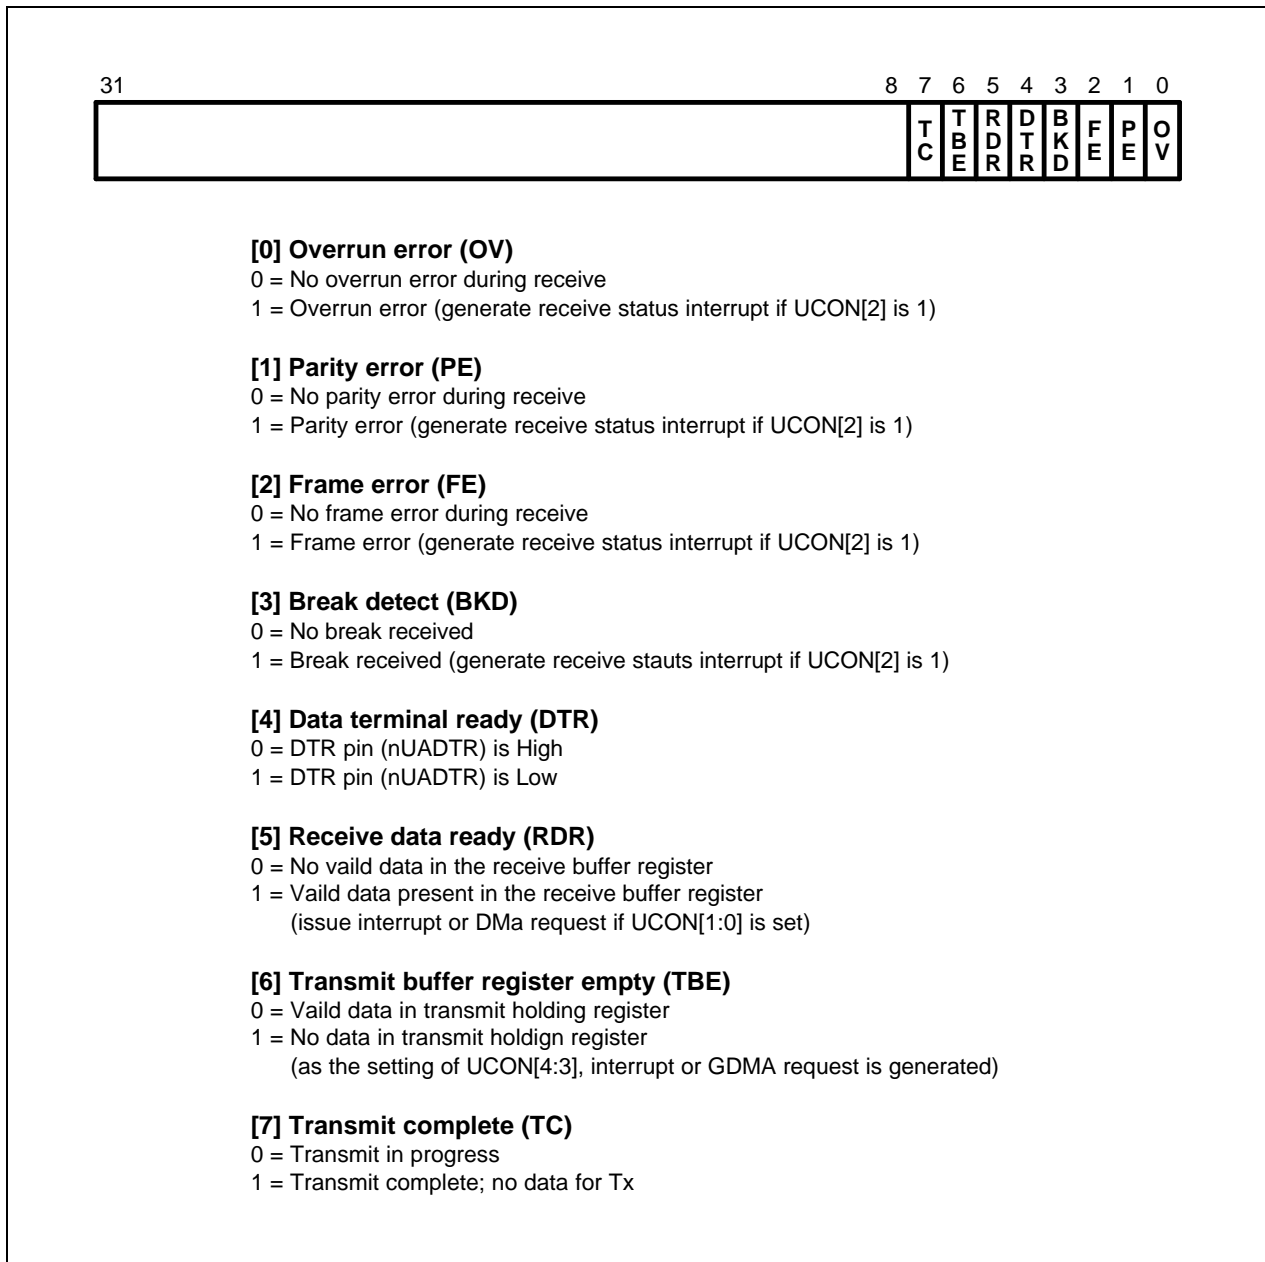 31 8 7 6 5 4 3 2 1 0
TC TBE RDR DTR BKD FE PE OV
[0] Overrun error (OV)
0 = No overrun error during receive
1 = Overrun error (generate receive status interrupt if UCON[2] is 1)
[1] Parity error (PE)
0 = No parity error during receive
1 = Parity error (generate receive status interrupt if UCON[2] is 1)
[2] Frame error (FE)
0 = No frame error during receive
1 = Frame error (generate receive status interrupt if UCON[2] is 1)
[3] Break detect (BKD)
0 = No break received
1 = Break received (generate receive stauts interrupt if UCON[2] is 1)
[4] Data terminal ready (DTR)
0 = DTR pin (nUADTR) is High
1 = DTR pin (nUADTR) is Low
[5] Receive data ready (RDR)
0 = No vaild data in the receive buffer register
1 = Vaild data present in the receive buffer register
(issue interrupt or DMa request if UCON[1:0] is set)
[6] Transmit buffer register empty (TBE)
0 = Vaild data in transmit holding register
1 = No data in transmit holdign register
(as the setting of UCON[4:3], interrupt or GDMA request is generated)
[7] Transmit complete (TC)
0 = Transmit in progress
1 = Transmit complete; no data for Tx